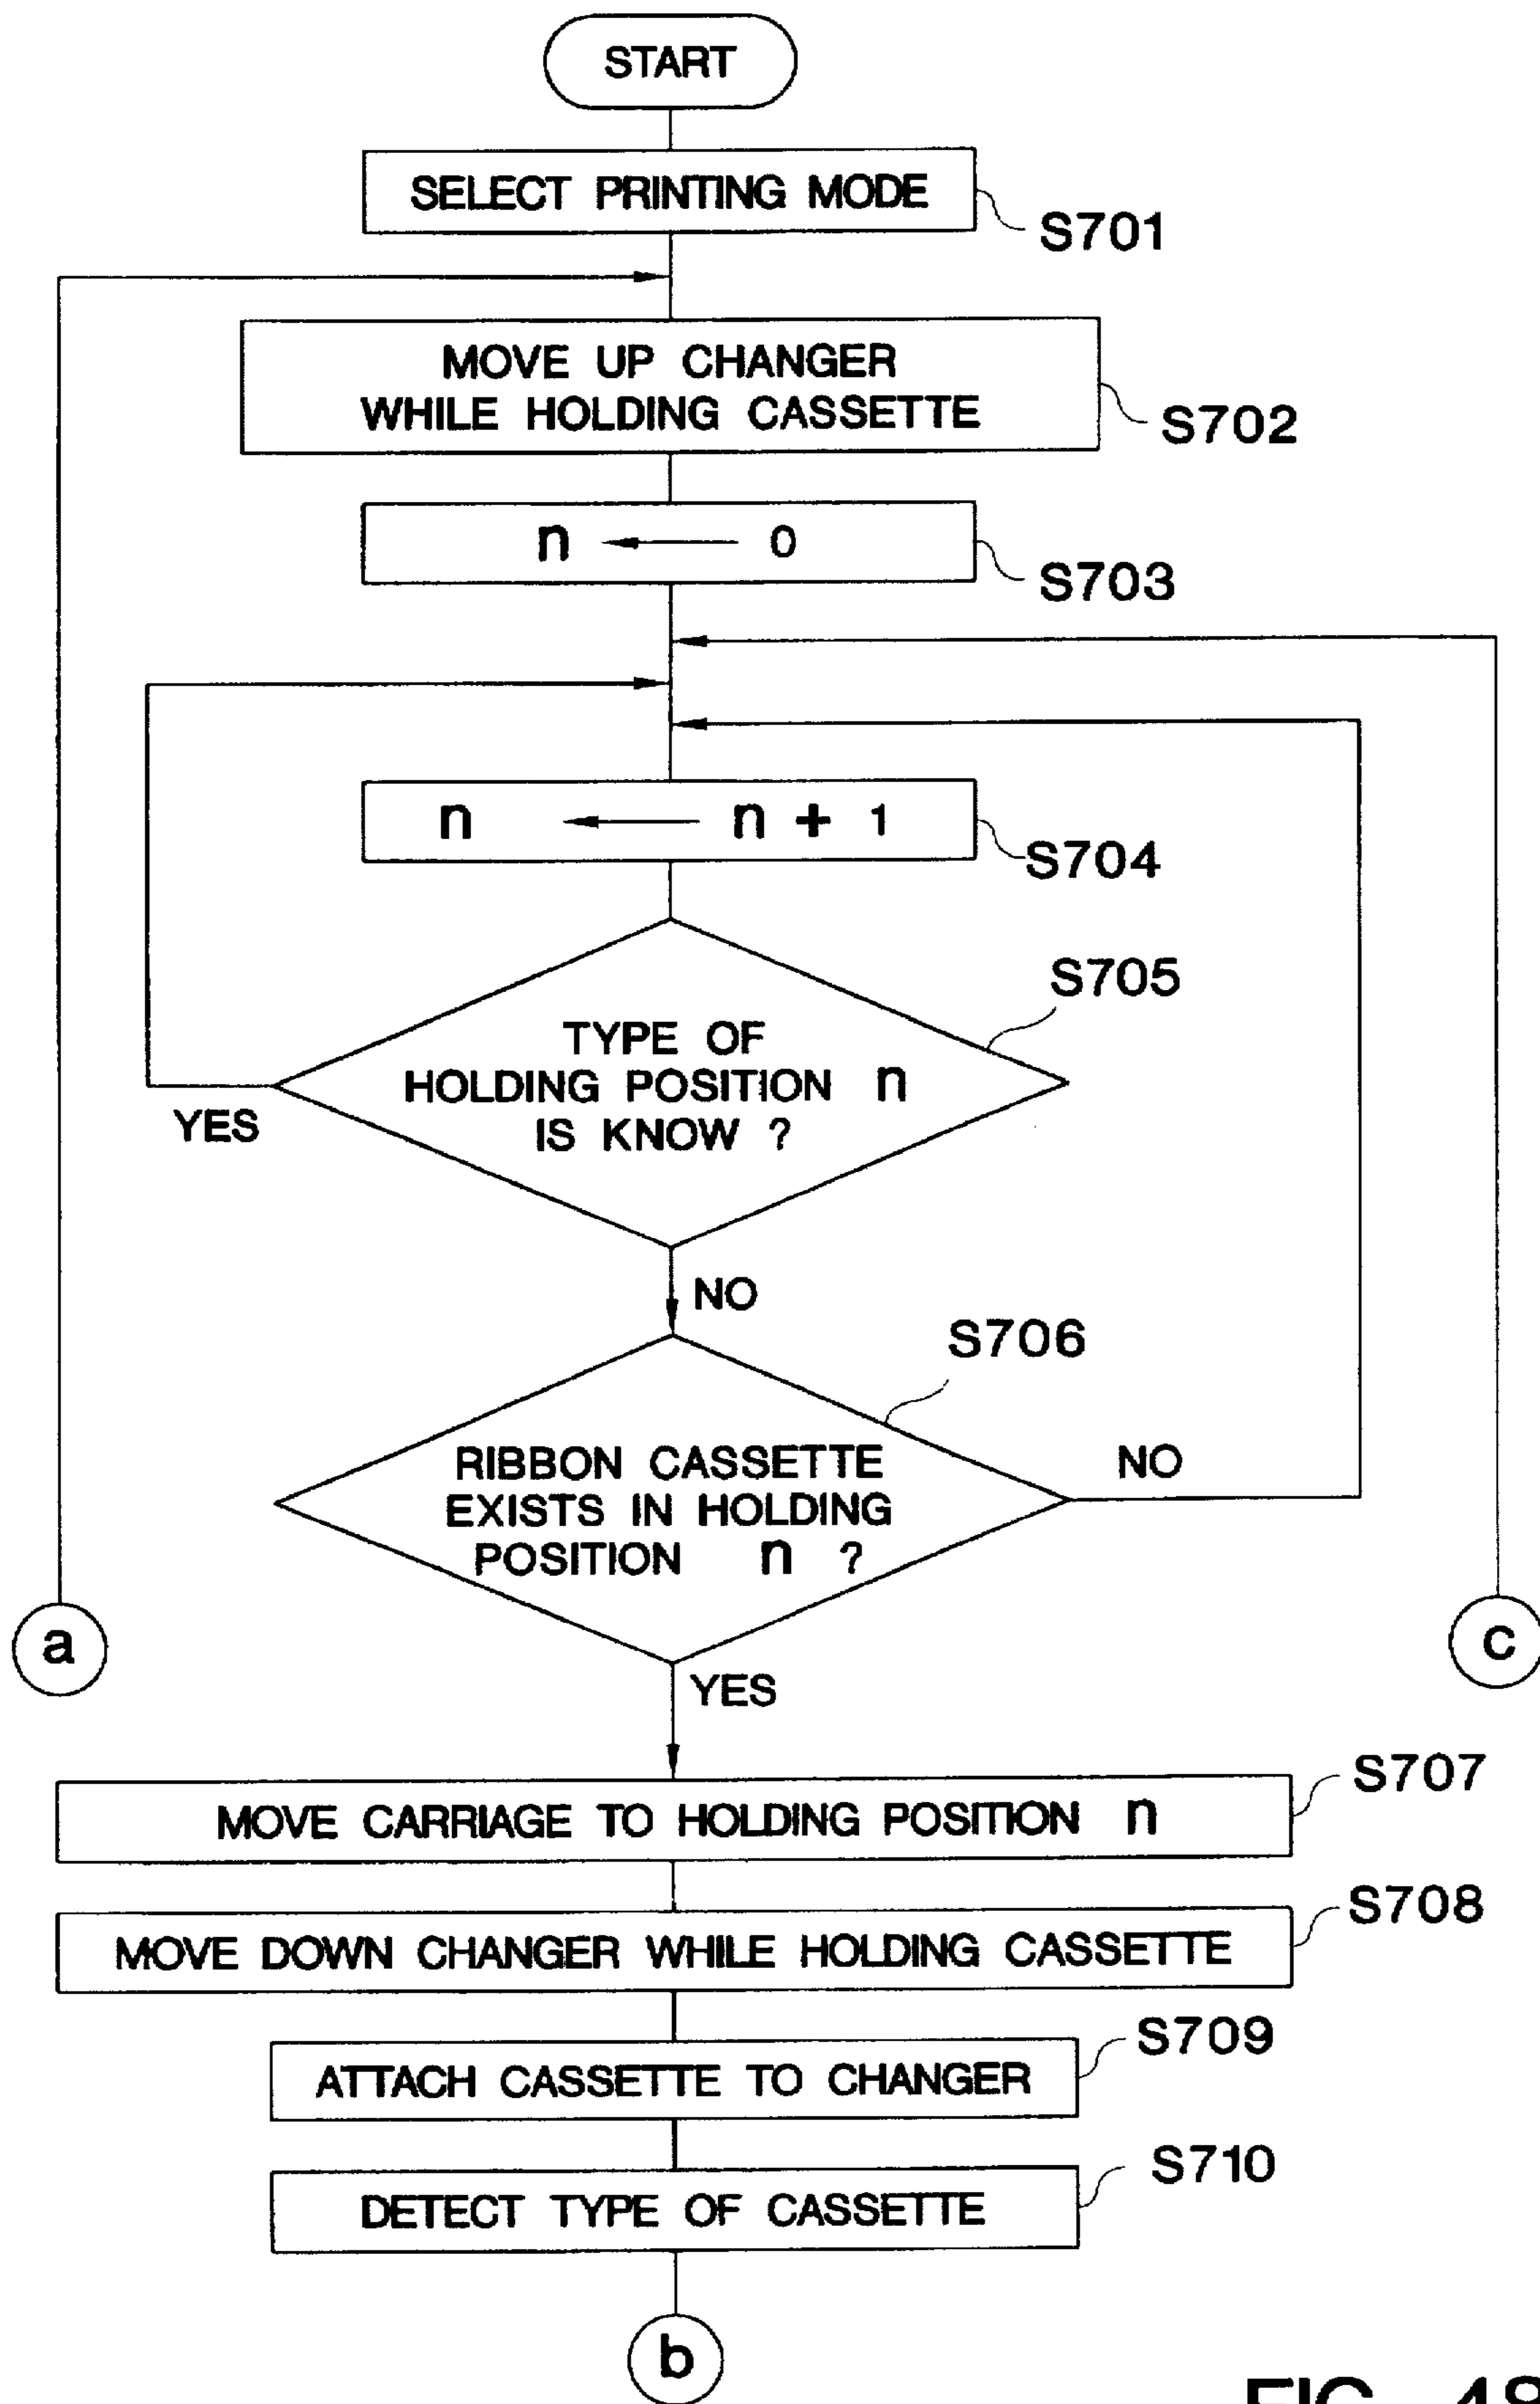 START
SELECT PRINTING MODE
S701
MOVE UP CHANGER
WHILE HOLDING CASSETTE
S702
n ← 0
S703
n ← n + 1
S704
S705
TYPE OF
HOLDING POSITION n
IS KNOW ?
YES
NO
S706
RIBBON CASSETTE
EXISTS IN HOLDING
POSITION n ?
NO
a
c
YES
S707
MOVE CARRIAGE TO HOLDING POSITION n
S708
MOVE DOWN CHANGER WHILE HOLDING CASSETTE
S709
ATTACH CASSETTE TO CHANGER
S710
DETECT TYPE OF CASSETTE
b
FIG. 48